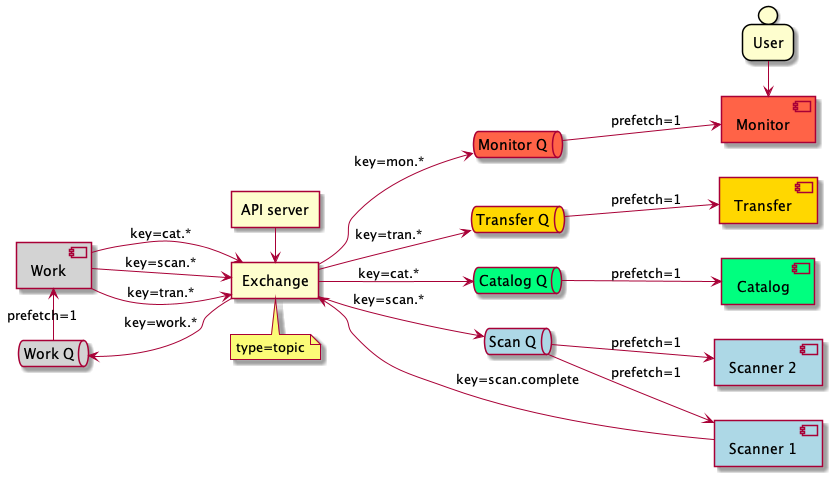 User
Monitor
prefetch=1
Monitor Q
key=mon.*
Transfer
prefetch=1
Transfer Q
key=tran.*
API server
Work
key=cat.*
key=scan.*
key=tran.*
Exchange
key=cat.*
Catalog Q
prefetch=1
Catalog
key=scan.*
prefetch=1
key=work.*
Work Q
type=topic
Scan Q
prefetch=1
Scanner 2
prefetch=1
key=scan.complete
Scanner 1